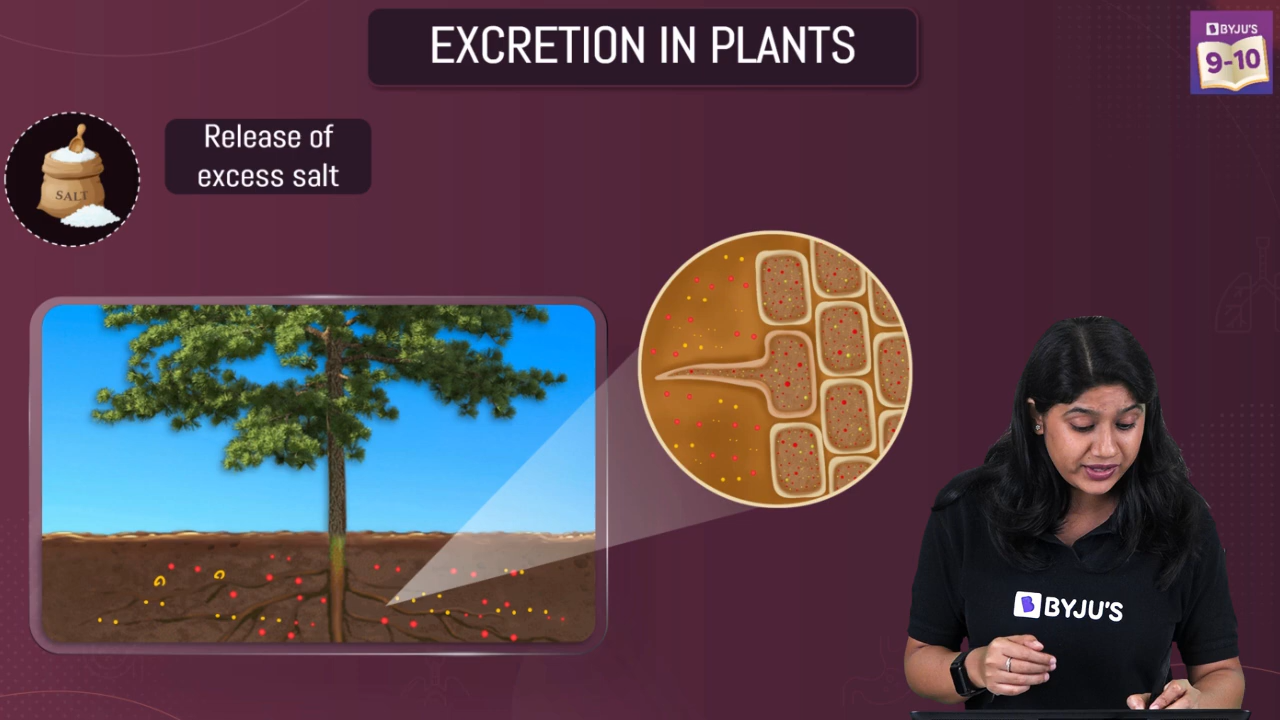 EXCRETION IN PLANTS
BYJU'S
9-10
Release of
excess salt
SALT
BYJU'S